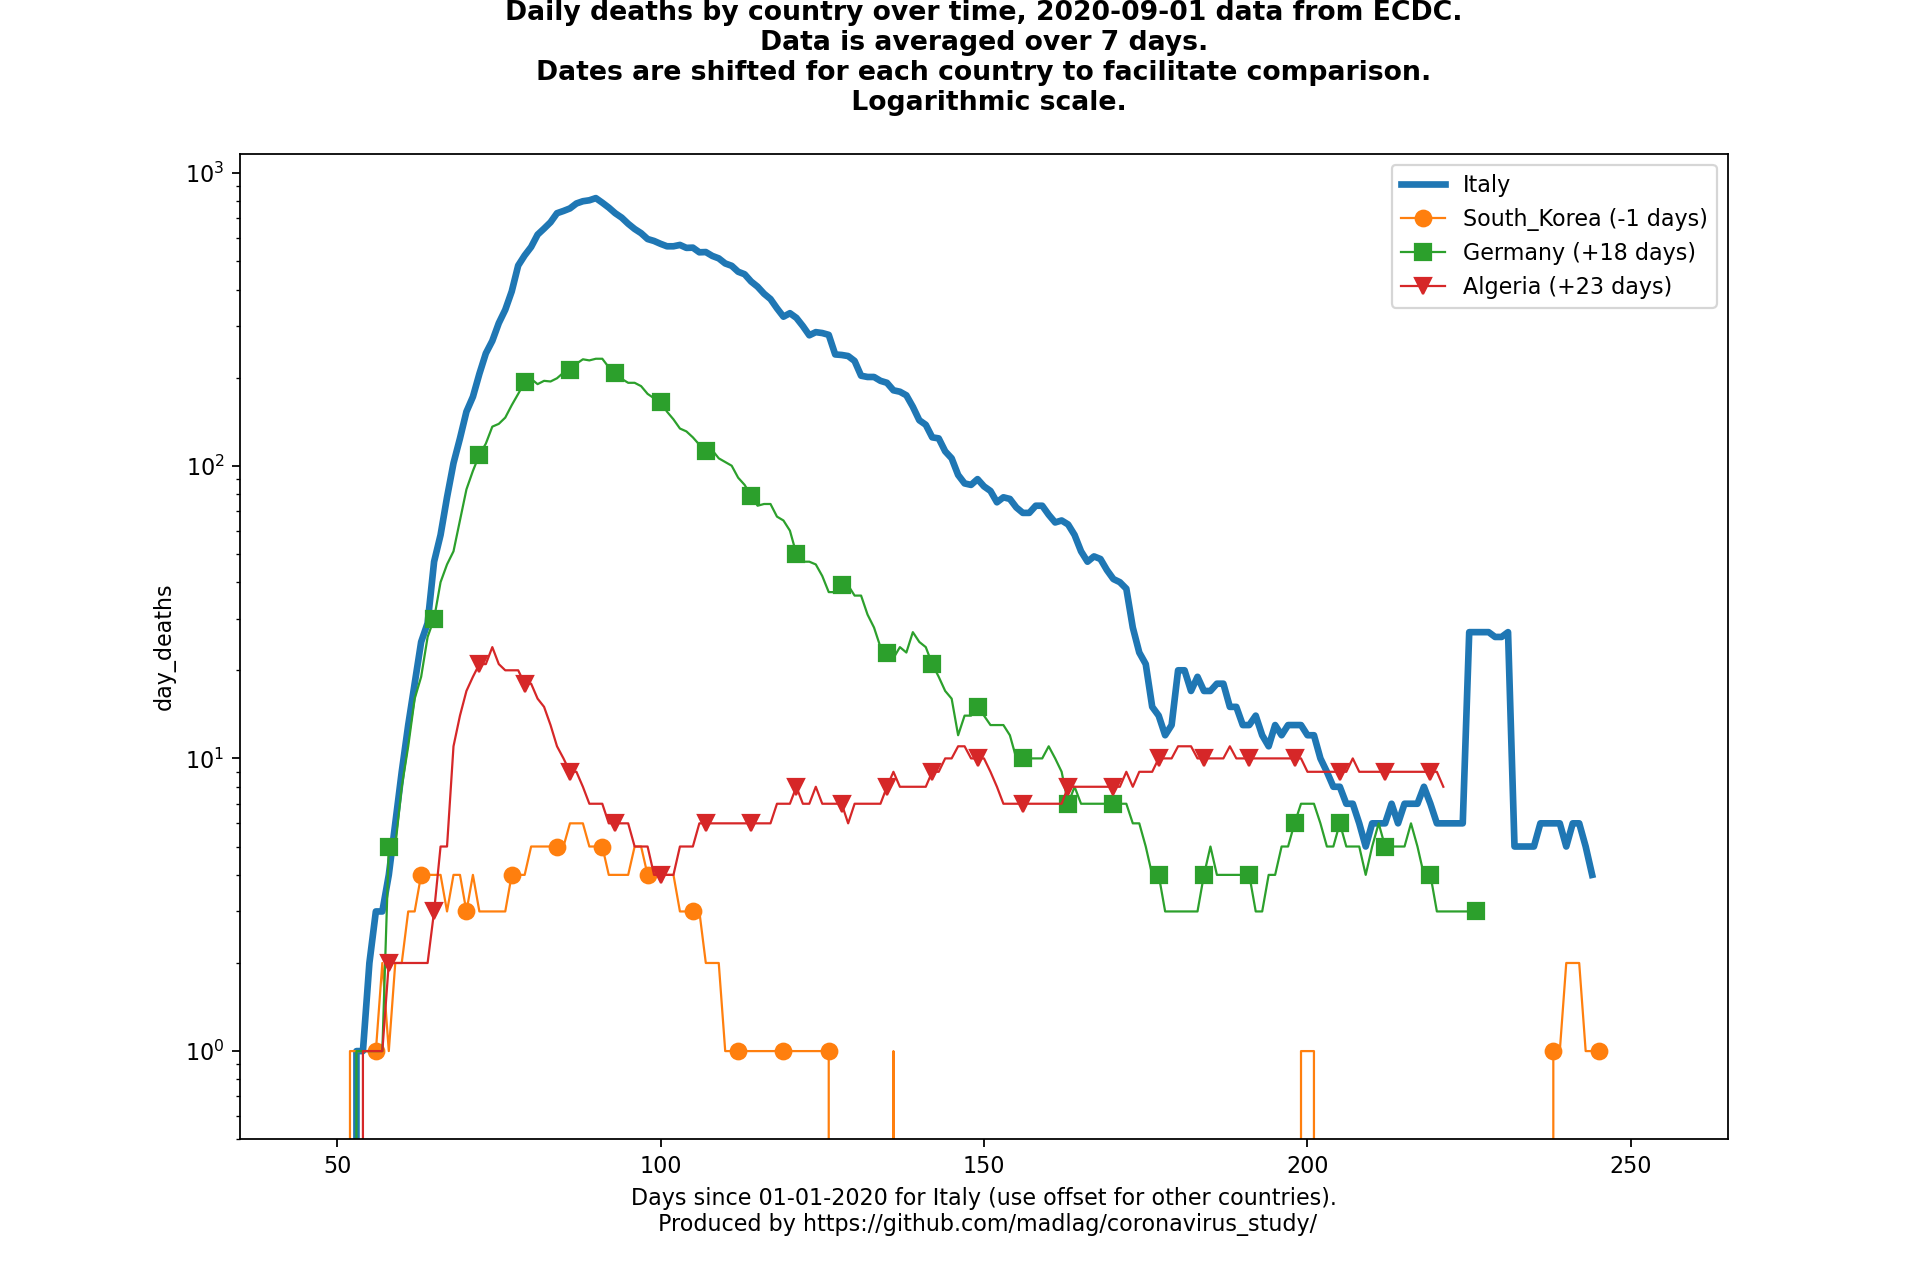 Daily deaths by country over time, 2020-09-01 data from ECDC.
Data is averaged over 7 days.
Dates are shifted for each country to facilitate comparison.
Logarithmic scale.
10³
10²
10¹
10⁰
day_deaths
Italy
South_Korea (-1 days)
Germany (+18 days)
Algeria (+23 days)
50
100
150
200
250
Days since 01-01-2020 for Italy (use offset for other countries).
Produced by https://github.com/madlag/coronavirus_study/